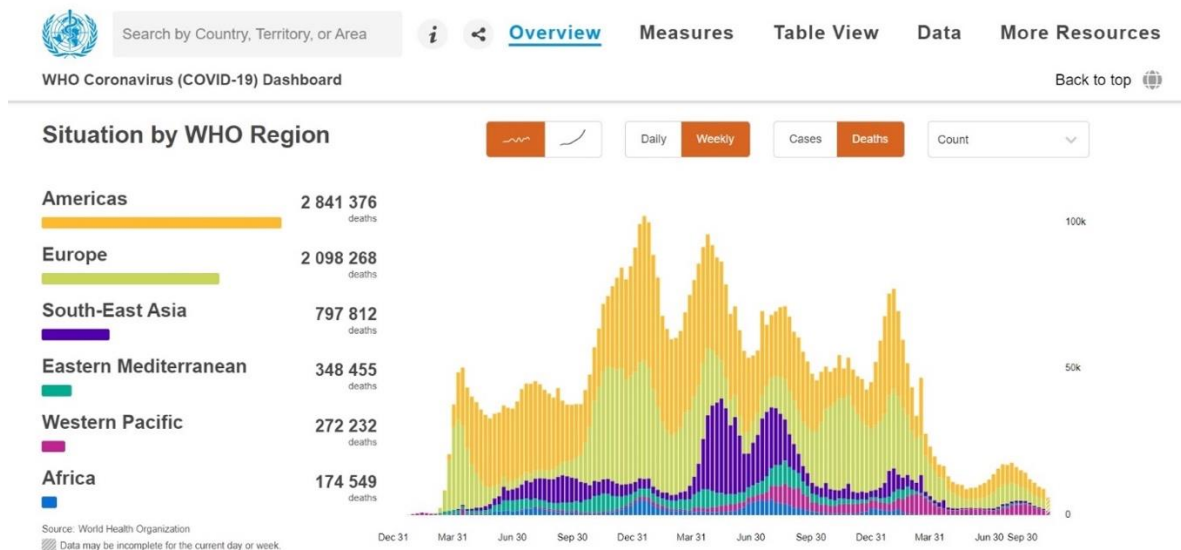 Search by Country, Territory, or Area
i
Overview
Measures
Table View
Data
More Resources
WHO Coronavirus (COVID-19) Dashboard
Back to top
Situation by WHO Region
Daily
Weekly
Cases
Deaths
Count
Americas
2 841 376
deaths
Europe
2 098 268
deaths
South-East Asia
797 812
deaths
Eastern Mediterranean
348 455
deaths
Western Pacific
272 232
deaths
Africa
174 549
deaths
Source: World Health Organization
Data may be incomplete for the current day or week.
100k
50k
0
Dec 31
Mar 31
Jun 30
Sep 30
Dec 31
Mar 31
Jun 30
Sep 30
Dec 31
Mar 31
Jun 30
Sep 30